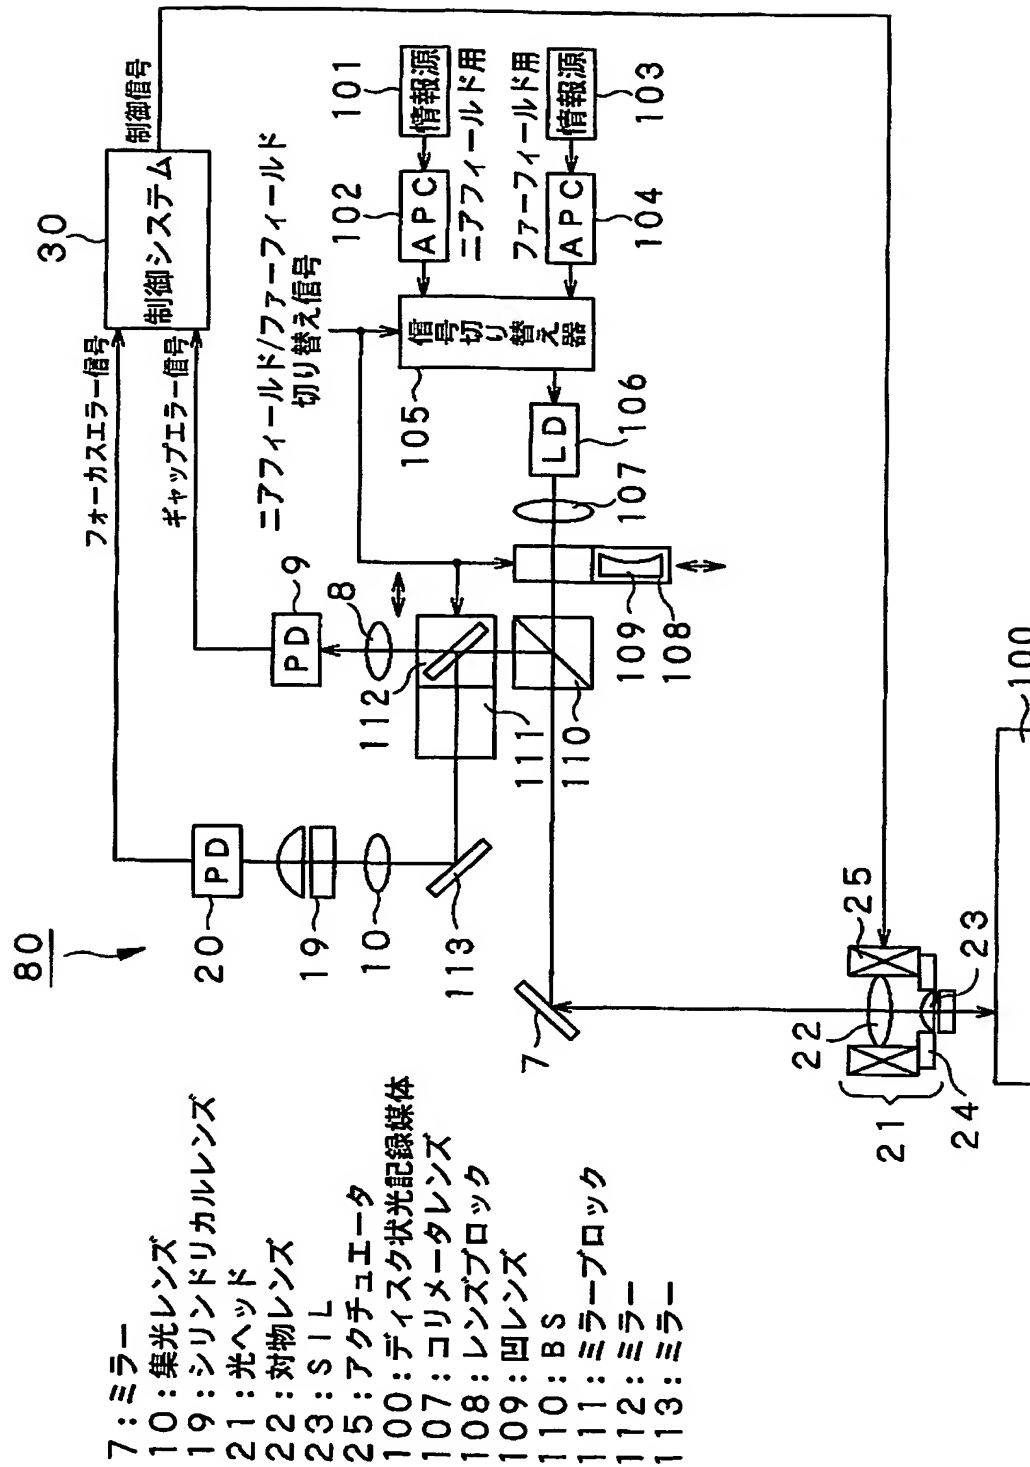 80
フォーカスエラー信号
ギャップエラー信号
制御信号
30
制御システム
ニアフィールド/ファーフィールド
切り替え信号
101
情報源
102
APC
ニアフィールド用
ファーフィールド用
103
情報源
104
APC
105
信号切り替え器
106
LD
107
109
108
110
111
112
8
9
PD
20
PD
19
10
113
7
22
25
23
24
21
100
7:ミラー
10:集光レンズ
19:シリンドリカルレンズ
21:光ヘッド
22:対物レンズ
23:SIL
25:アクチュエータ
100:ディスク状光記録媒体
107:コリメータレンズ
108:レンズブロック
109:凹レンズ
110:BS
111:ミラーブロック
112:ミラー
113:ミラー